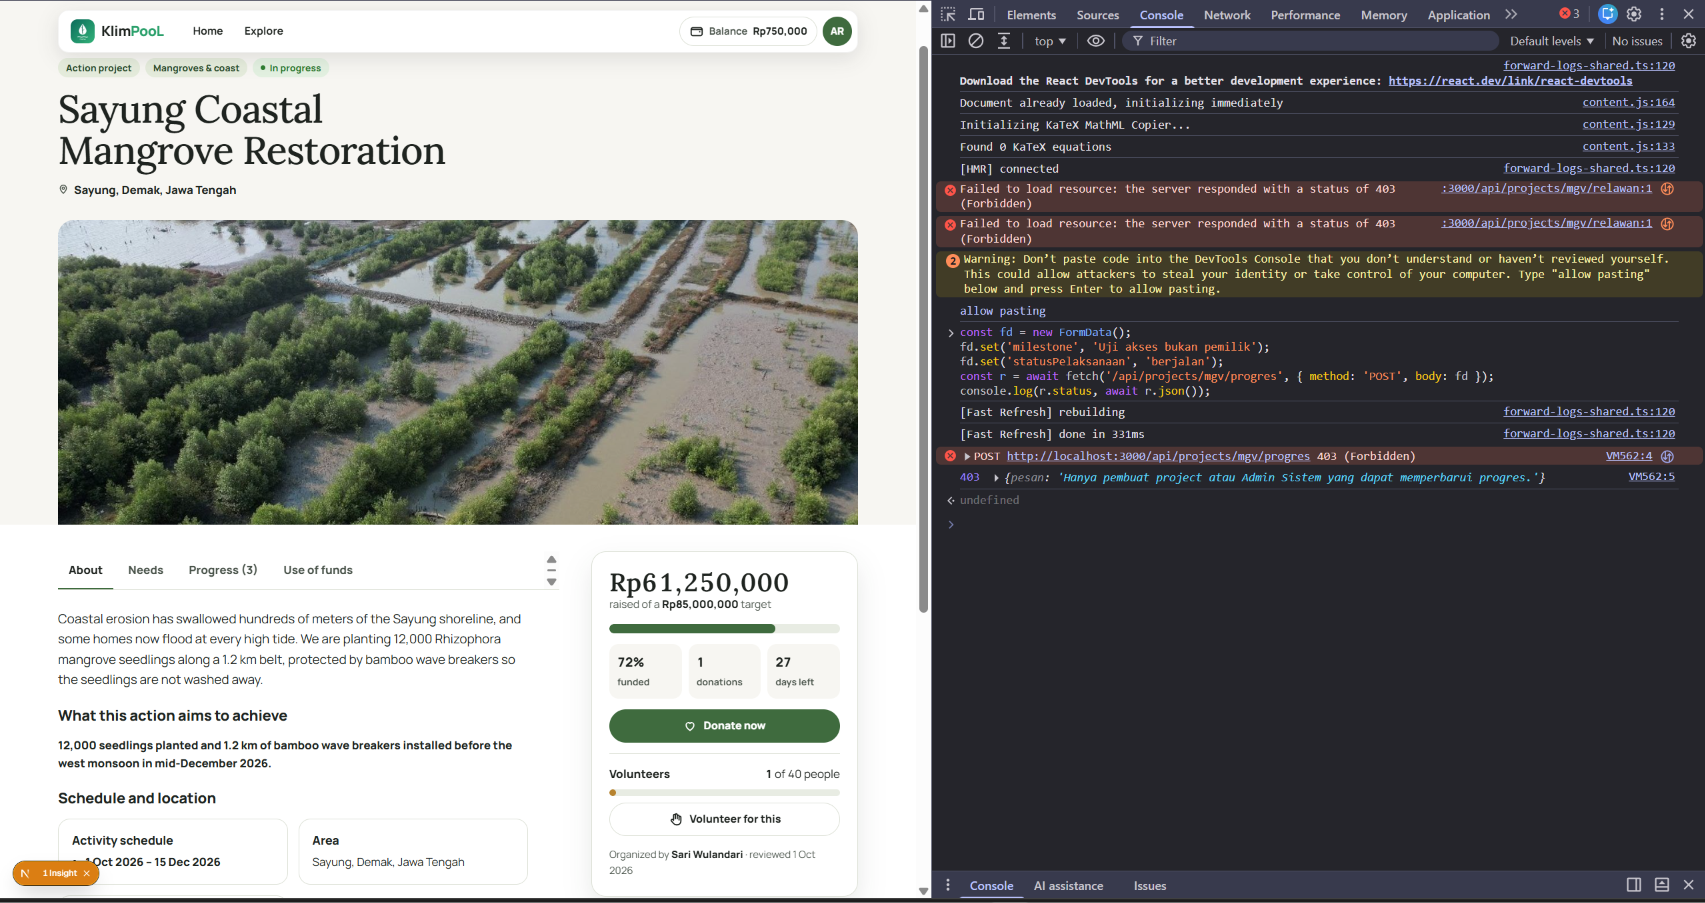 KlimPooL
Home
Explore
Balance Rp750,000
AR
Action project
Mangroves & coast
In progress
Sayung Coastal
Mangrove Restoration
Sayung, Demak, Jawa Tengah
About
Needs
Progress (3)
Use of funds
Coastal erosion has swallowed hundreds of meters of the Sayung shoreline, and
some homes now flood at every high tide. We are planting 12,000 Rhizophora
mangrove seedlings along a 1.2 km belt, protected by bamboo wave breakers so
the seedlings are not washed away.
What this action aims to achieve
12,000 seedlings planted and 1.2 km of bamboo wave breakers installed before the
west monsoon in mid-December 2026.
Schedule and location
Activity schedule
1 Oct 2026 – 15 Dec 2026
Area
Sayung, Demak, Jawa Tengah
N 1 Insight ×
Rp61,250,000
raised of a Rp85,000,000 target
72%
funded
1
donations
27
days left
Donate now
Volunteers
1 of 40 people
Volunteer for this
Organized by Sari Wulandari · reviewed 1 Oct
2026
Elements
Sources
Console
Network
Performance
Memory
Application
3
top
Filter
Default levels
No issues
forward-logs-shared.ts:120
Download the React DevTools for a better development experience: https://react.dev/link/react-devtools
Document already loaded, initializing immediately content.js:164
Initializing KaTeX MathML Copier... content.js:129
Found 0 KaTeX equations content.js:133
[HMR] connected forward-logs-shared.ts:120
Failed to load resource: the server responded with a status of 403 :3000/api/projects/mgv/relawan:1
(Forbidden)
Failed to load resource: the server responded with a status of 403 :3000/api/projects/mgv/relawan:1
(Forbidden)
2 Warning: Don’t paste code into the DevTools Console that you don’t understand or haven’t reviewed yourself.
This could allow attackers to steal your identity or take control of your computer. Type "allow pasting"
below and press Enter to allow pasting.
allow pasting
const fd = new FormData();
fd.set('milestone', 'Uji akses bukan pemilik');
fd.set('statusPelaksanaan', 'berjalan');
const r = await fetch('/api/projects/mgv/progres', { method: 'POST', body: fd });
console.log(r.status, await r.json());
[Fast Refresh] rebuilding forward-logs-shared.ts:120
[Fast Refresh] done in 331ms forward-logs-shared.ts:120
POST http://localhost:3000/api/projects/mgv/progres 403 (Forbidden) VM562:4
403 {pesan: 'Hanya pembuat project atau Admin Sistem yang dapat memperbarui progres.'} VM562:5
undefined
Console
AI assistance
Issues